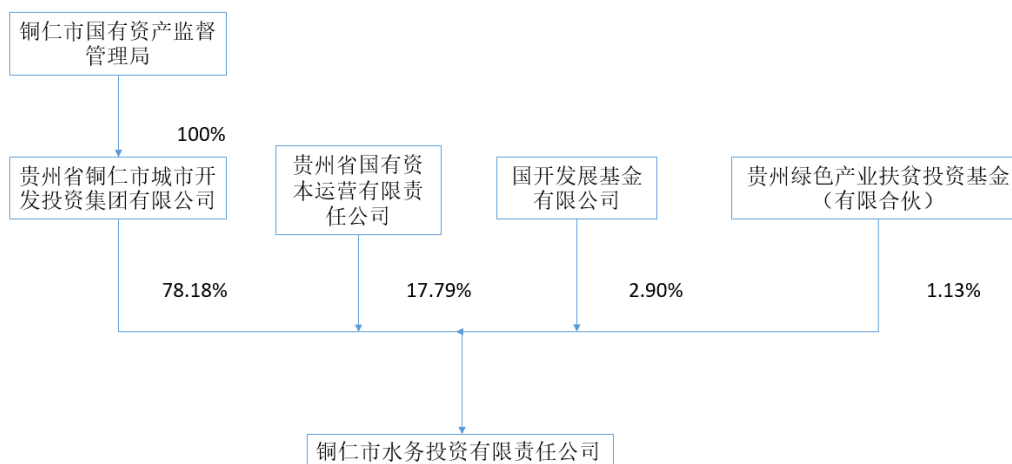 铜仁市国有资产监督
管理局
100%
贵州省铜仁市城市开
发投资集团有限公司
贵州省国有资
本运营有限责
任公司
国开发展基金
有限公司
贵州绿色产业扶贫投资基金
（有限合伙）
78.18%
17.79%
2.90%
1.13%
铜仁市水务投资有限责任公司